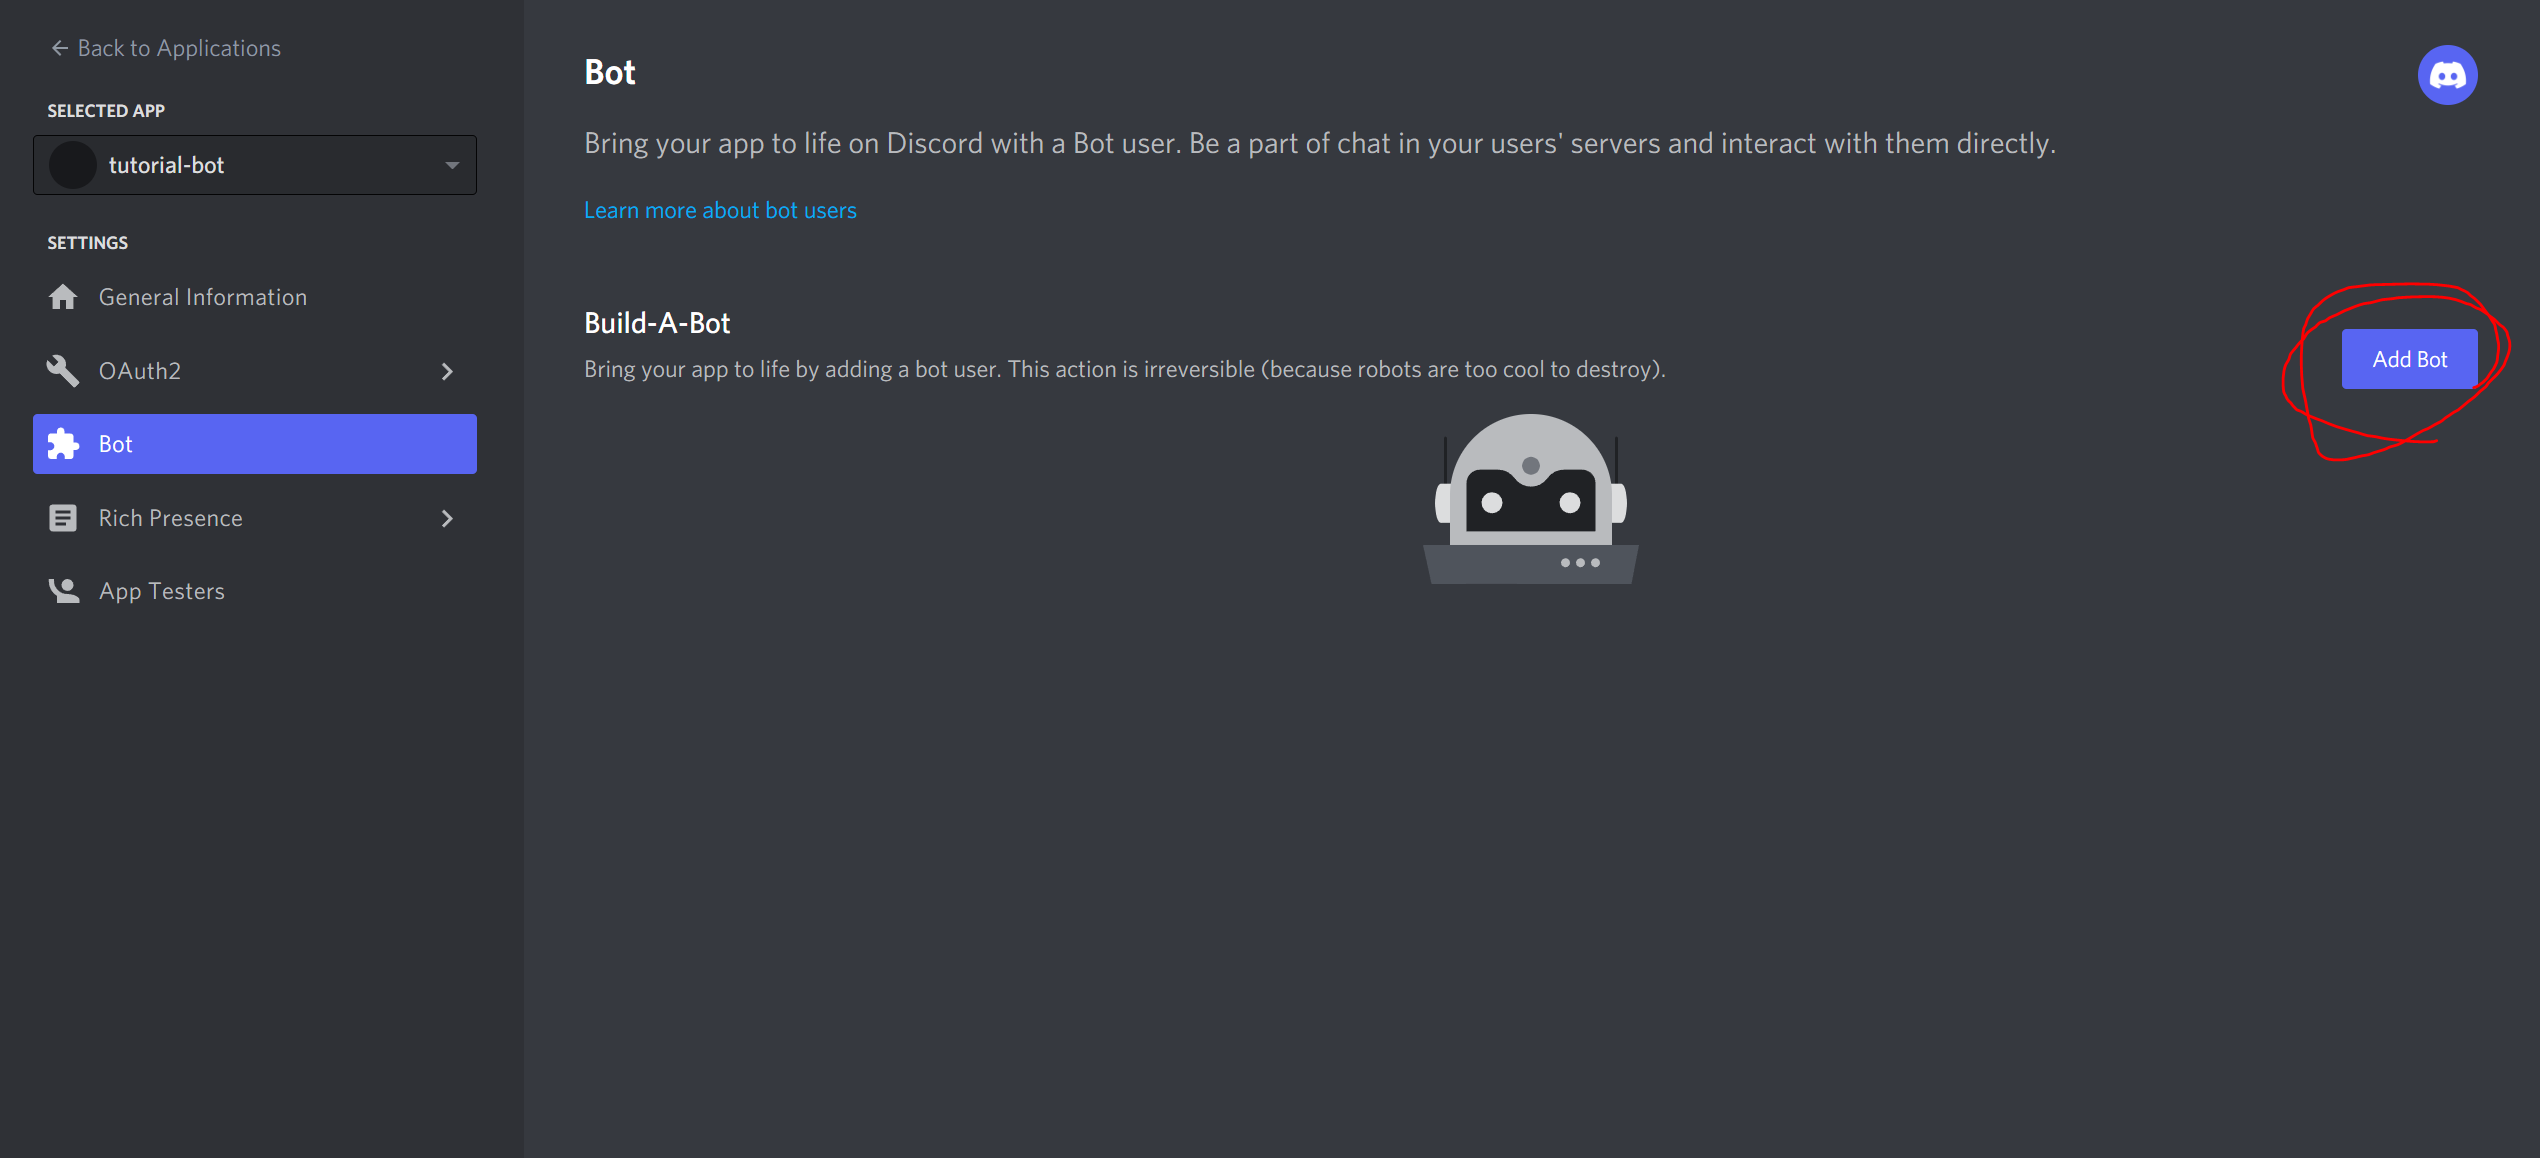 Back to Applications
SELECTED APP
tutorial-bot
SETTINGS
General Information
OAuth2
Bot
Rich Presence
App Testers
Bot
Bring your app to life on Discord with a Bot user. Be a part of chat in your users' servers and interact with them directly.
Learn more about bot users
Build-A-Bot
Bring your app to life by adding a bot user. This action is irreversible (because robots are too cool to destroy).
Add Bot